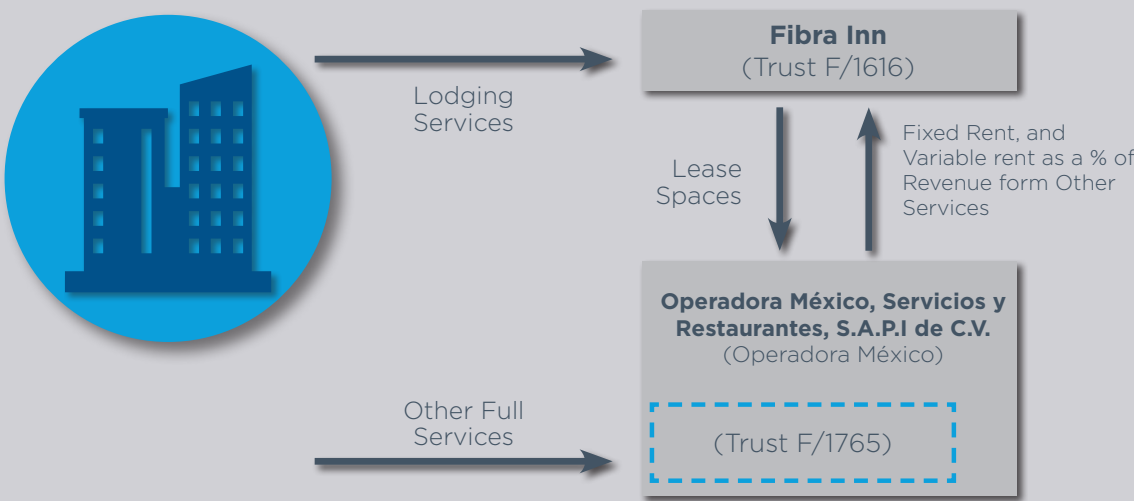 Fibra Inn
(Trust F/1616)
Lodging
Services
Lease
Spaces
Fixed Rent, and
Variable rent as a % of
Revenue form Other
Services
Operadora México, Servicios y
Restaurantes, S.A.P.I de C.V.
(Operadora México)
Other Full
Services
(Trust F/1765)